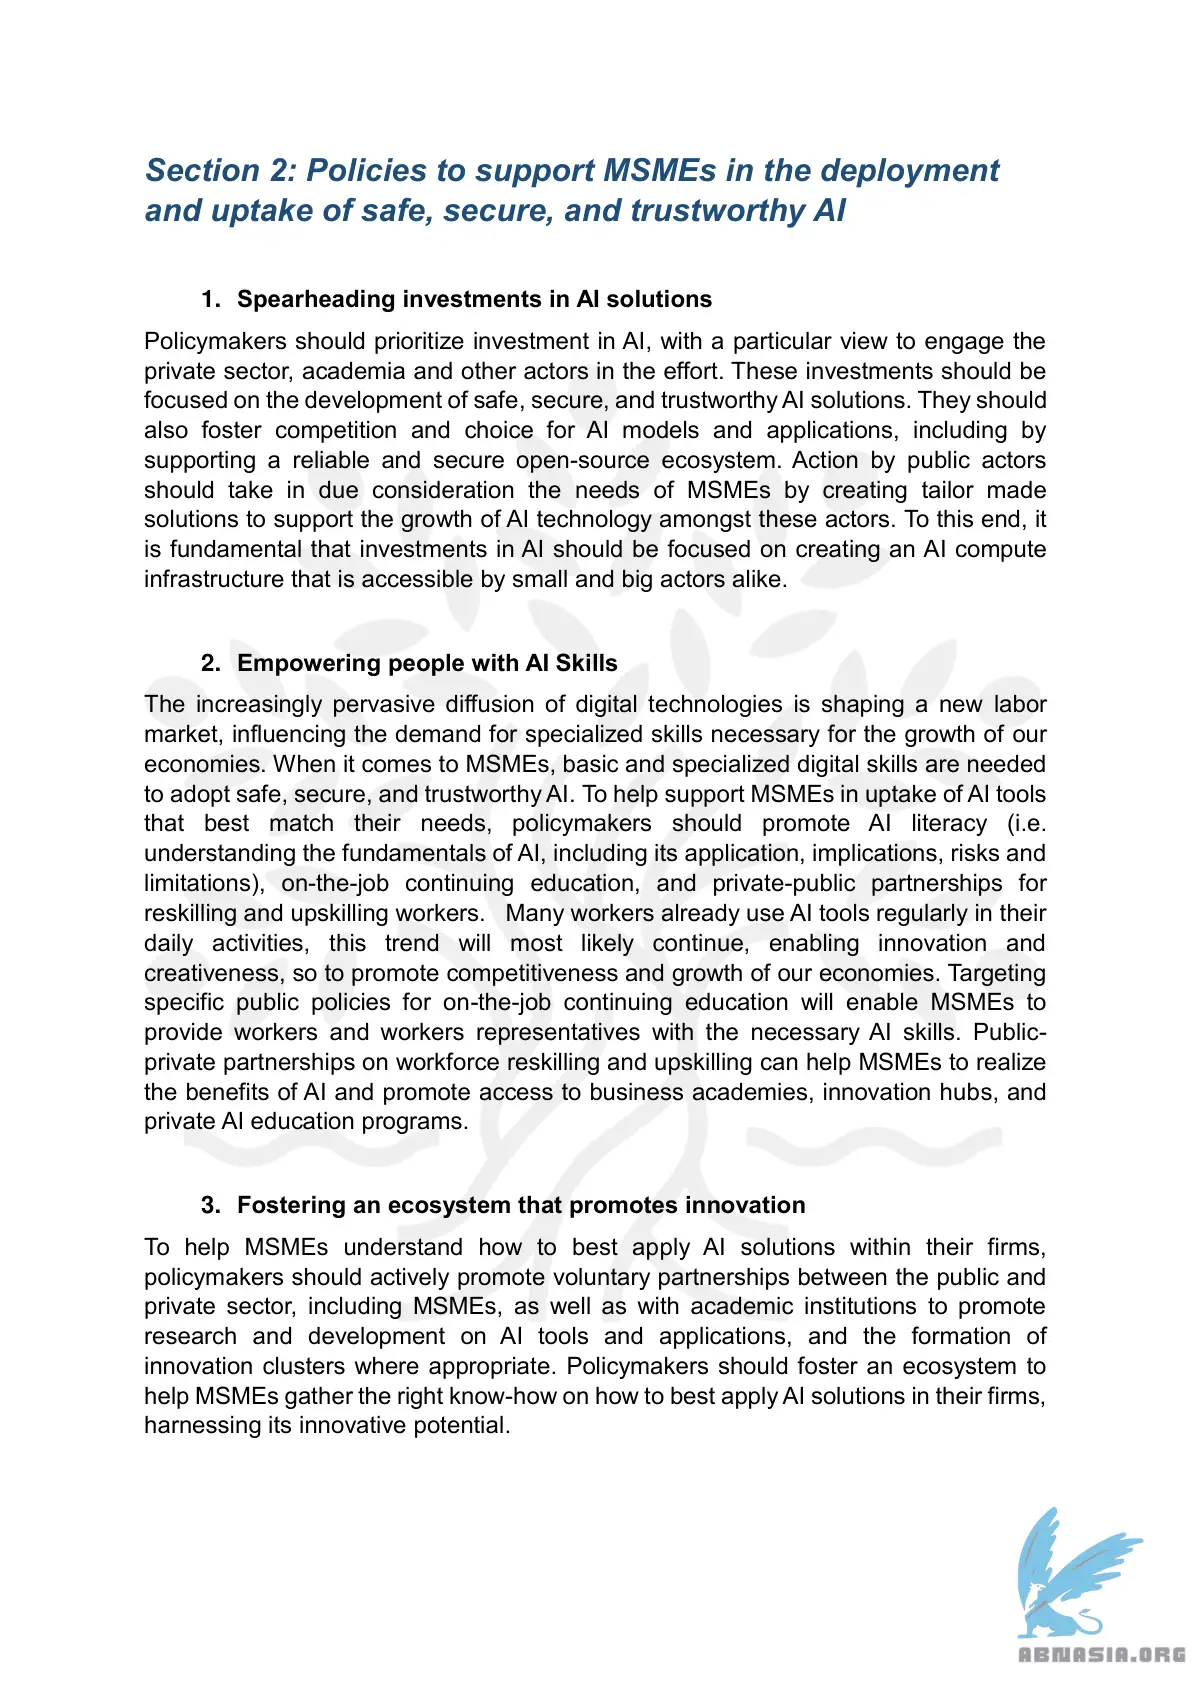 Section 2: Policies to support MSMEs in the deployment
and uptake of safe, secure, and trustworthy AI
1. Spearheading investments in AI solutions
Policymakers should prioritize investment in AI, with a particular view to engage the
private sector, academia and other actors in the effort. These investments should be
focused on the development of safe, secure, and trustworthy AI solutions. They should
also foster competition and choice for AI models and applications, including by
supporting a reliable and secure open-source ecosystem. Action by public actors
should take in due consideration the needs of MSMEs by creating tailor made
solutions to support the growth of AI technology amongst these actors. To this end, it
is fundamental that investments in AI should be focused on creating an AI compute
infrastructure that is accessible by small and big actors alike.
2. Empowering people with AI Skills
The increasingly pervasive diffusion of digital technologies is shaping a new labor
market, influencing the demand for specialized skills necessary for the growth of our
economies. When it comes to MSMEs, basic and specialized digital skills are needed
to adopt safe, secure, and trustworthy AI. To help support MSMEs in uptake of AI tools
that best match their needs, policymakers should promote AI literacy (i.e.
understanding the fundamentals of AI, including its application, implications, risks and
limitations), on-the-job continuing education, and private-public partnerships for
reskilling and upskilling workers. Many workers already use AI tools regularly in their
daily activities, this trend will most likely continue, enabling innovation and
creativeness, so to promote competitiveness and growth of our economies. Targeting
specific public policies for on-the-job continuing education will enable MSMEs to
provide workers and workers representatives with the necessary AI skills. Public-
private partnerships on workforce reskilling and upskilling can help MSMEs to realize
the benefits of AI and promote access to business academies, innovation hubs, and
private AI education programs.
3. Fostering an ecosystem that promotes innovation
To help MSMEs understand how to best apply AI solutions within their firms,
policymakers should actively promote voluntary partnerships between the public and
private sector, including MSMEs, as well as with academic institutions to promote
research and development on AI tools and applications, and the formation of
innovation clusters where appropriate. Policymakers should foster an ecosystem to
help MSMEs gather the right know-how on how to best apply AI solutions in their firms,
harnessing its innovative potential.
ABNASIA.ORG